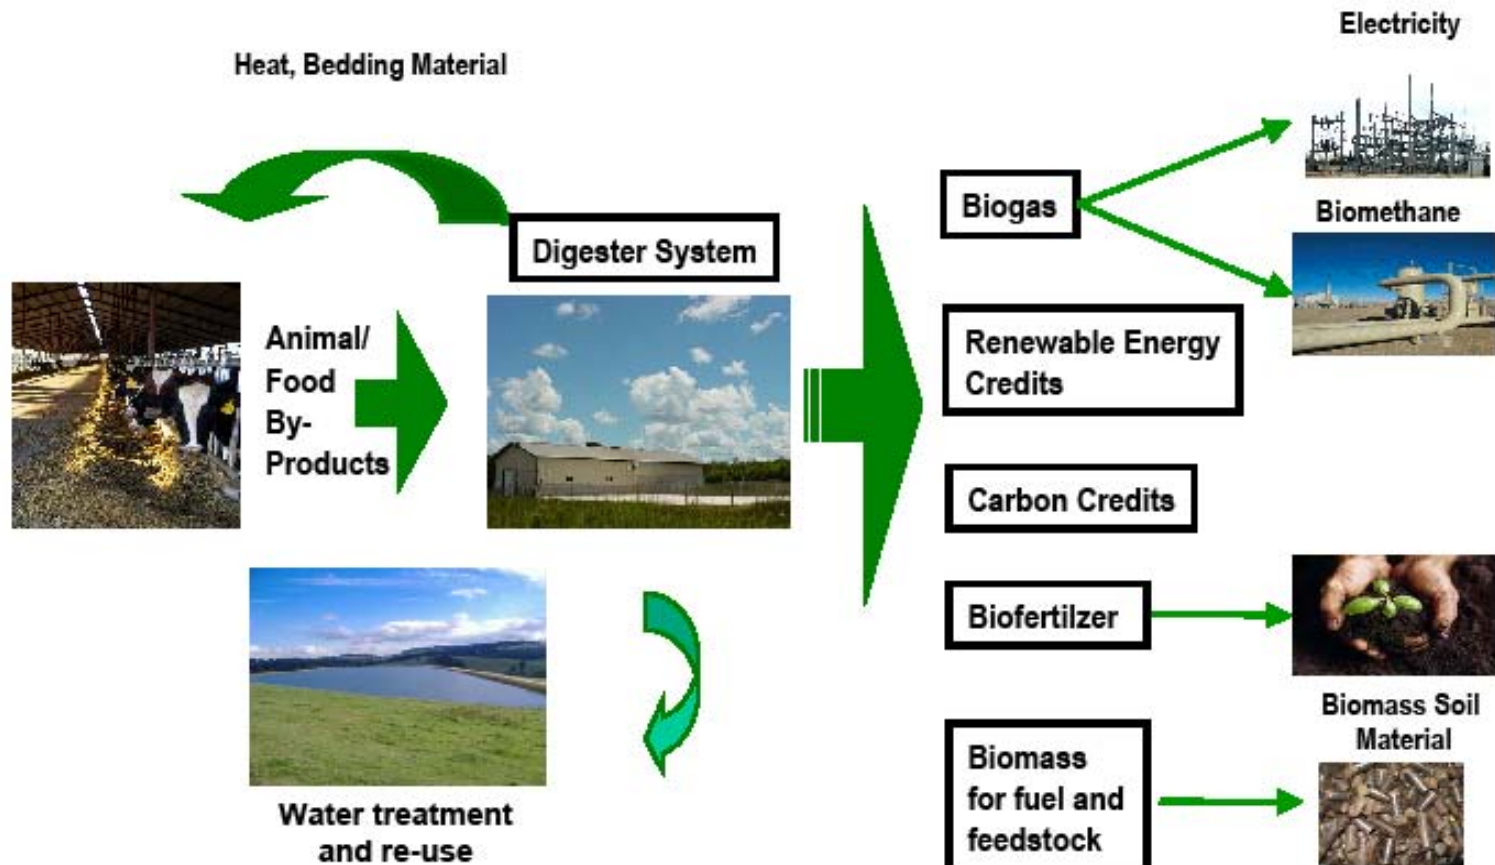 Electricity
Heat, Bedding Material
Biogas
Biomethane
Digester System
Animal/
Food
By-
Products
Renewable Energy
Credits
Carbon Credits
Biofertilzer
Biomass Soil
Material
Biomass
for fuel and
feedstock
Water treatment
and re-use